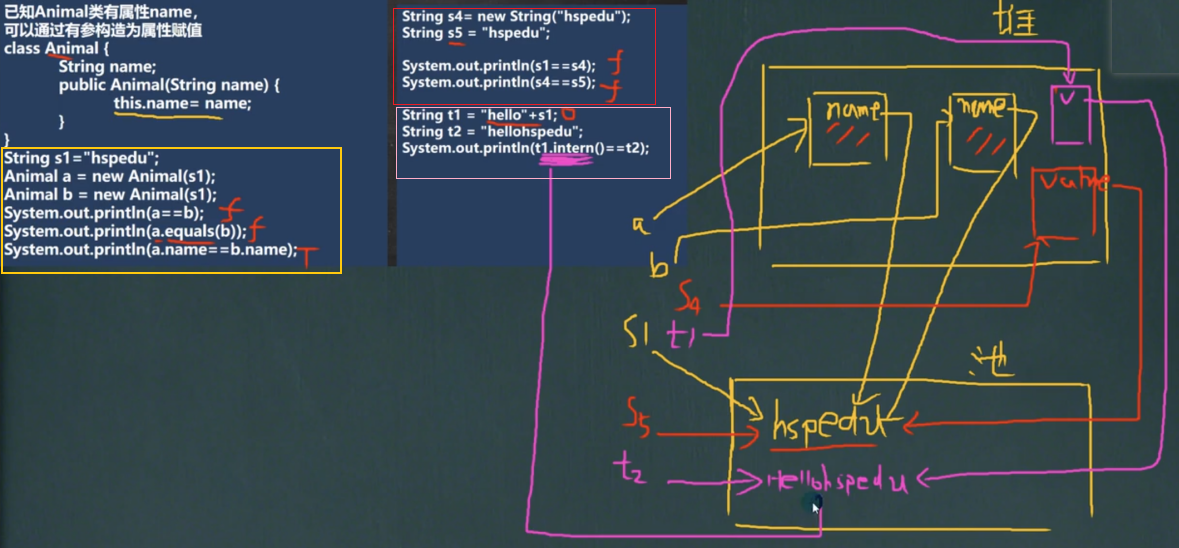 已知Animal类有属性name,
可以通过有参构造为属性赋值
class Animal {
String name;
public Animal(String name) {
this.name= name;
}
}
String s1="hspedu";
Animal a = new Animal(s1);
Animal b = new Animal(s1);
System.out.println(a==b); f
System.out.println(a.equals(b)); f
System.out.println(a.name==b.name); T
String s4= new String("hspedu");
String s5 = "hspedu";
System.out.println(s1==s4); f
System.out.println(s4==s5); f
String t1 = "hello"+s1;
String t2 = "hellohspedu";
System.out.println(t1.intern()==t2);
堆
name
name
v
value
a
b
S4
S1
t1
池
S5
hspedu
t2
Hellohspedu